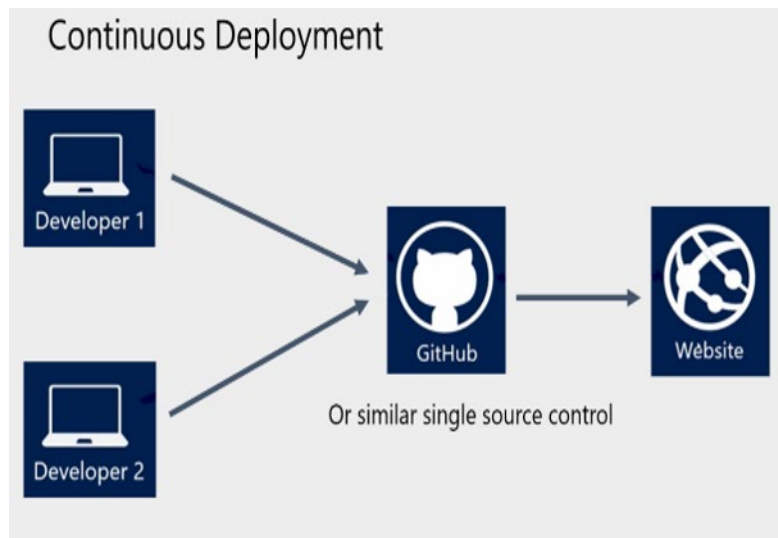 Continuous Deployment
Developer 1
GitHub
Website
Or similar single source control
Developer 2